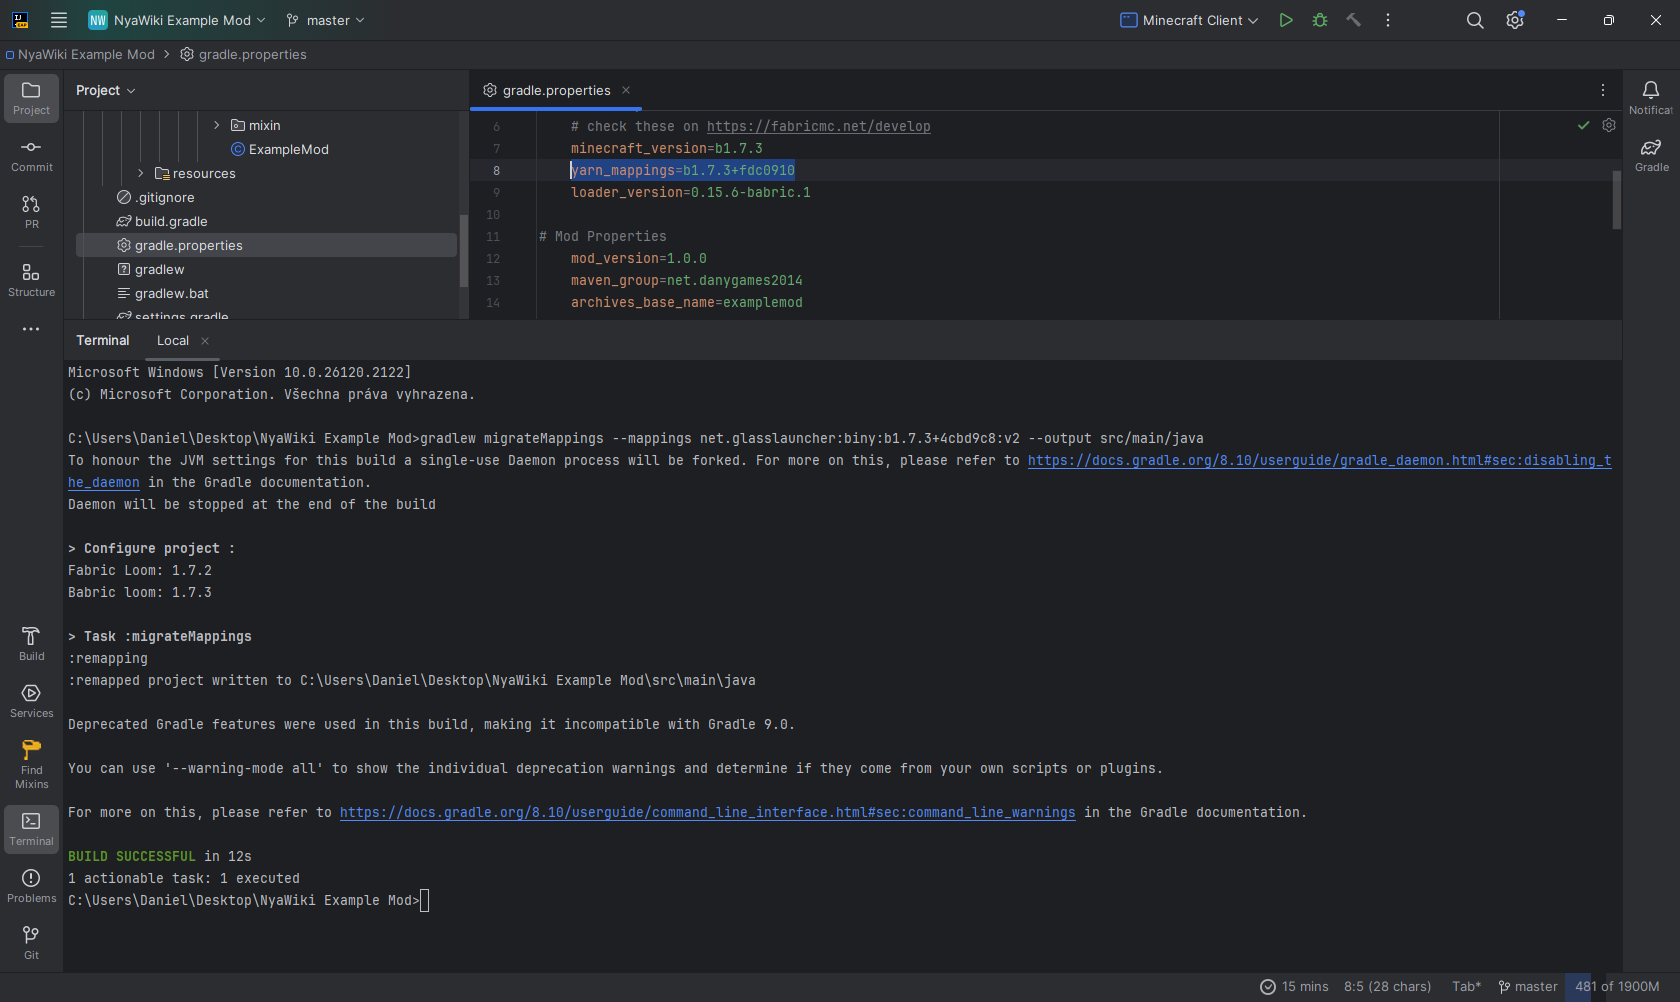 NW NyaWiki Example Mod master Minecraft Client
NyaWiki Example Mod > gradle.properties
Project
Commit
PR
Structure
Build
Services
Find
Mixins
Terminal
Problems
Git
Project
mixin
ExampleMod
resources
.gitignore
build.gradle
gradle.properties
gradlew
gradlew.bat
settings.gradle
gradle.properties
6 # check these on https://fabricmc.net/develop
7 minecraft_version=b1.7.3
8 yarn_mappings=b1.7.3+fdc0910
9 loader_version=0.15.6-babric.1
10
11 # Mod Properties
12 mod_version=1.0.0
13 maven_group=net.danygames2014
14 archives_base_name=examplemod
Notificat
Gradle
Terminal Local
Microsoft Windows [Version 10.0.26120.2122]
(c) Microsoft Corporation. Všechna práva vyhrazena.
C:\Users\Daniel\Desktop\NyaWiki Example Mod>gradlew migrateMappings --mappings net.glasslauncher:biny:b1.7.3+4cbd9c8:v2 --output src/main/java
To honour the JVM settings for this build a single-use Daemon process will be forked. For more on this, please refer to https://docs.gradle.org/8.10/userguide/gradle_daemon.html#sec:disabling_t
he_daemon in the Gradle documentation.
Daemon will be stopped at the end of the build
> Configure project :
Fabric Loom: 1.7.2
Babric loom: 1.7.3
> Task :migrateMappings
:remapping
:remapped project written to C:\Users\Daniel\Desktop\NyaWiki Example Mod\src\main\java
Deprecated Gradle features were used in this build, making it incompatible with Gradle 9.0.
You can use '--warning-mode all' to show the individual deprecation warnings and determine if they come from your own scripts or plugins.
For more on this, please refer to https://docs.gradle.org/8.10/userguide/command_line_interface.html#sec:command_line_warnings in the Gradle documentation.
BUILD SUCCESSFUL in 12s
1 actionable task: 1 executed
C:\Users\Daniel\Desktop\NyaWiki Example Mod>
15 mins 8:5 (28 chars) Tab* master 481 of 1900M